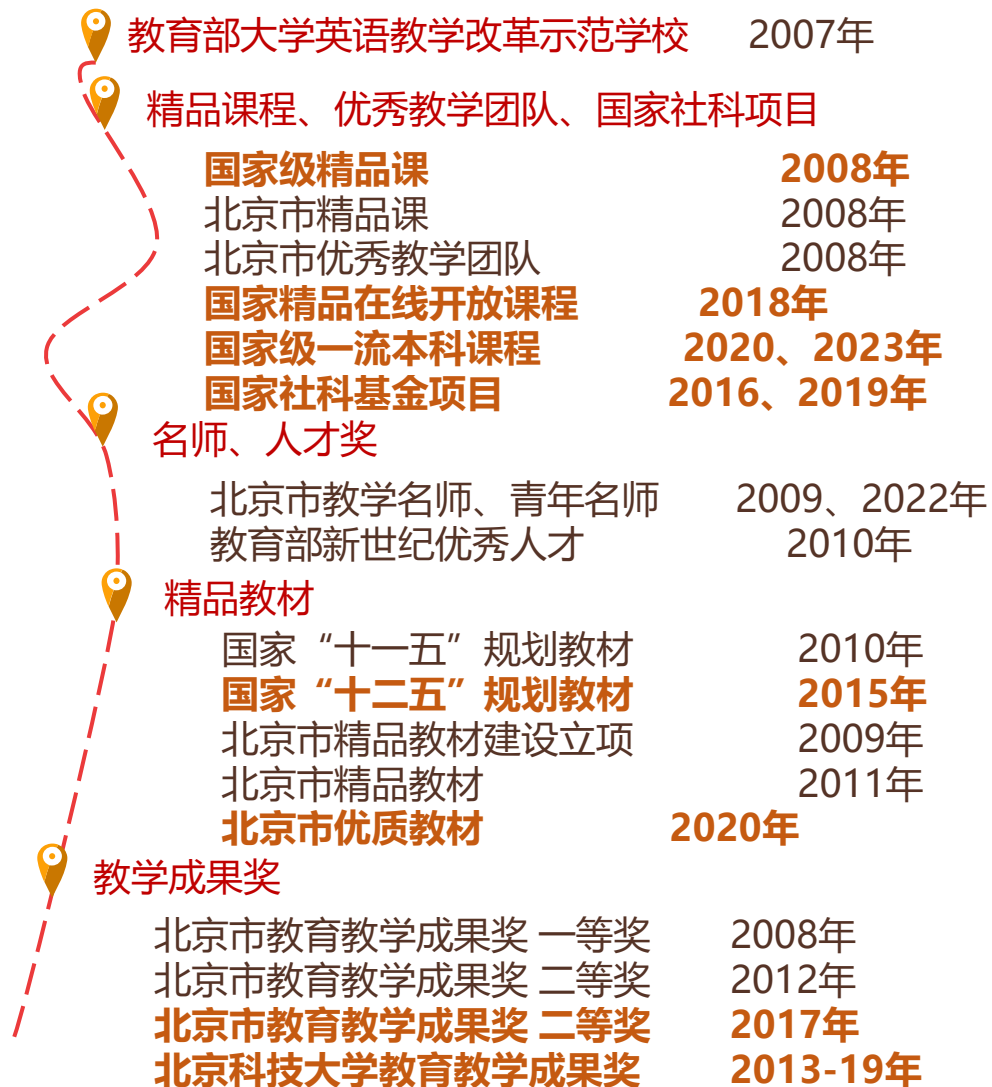 教育部大学英语教学改革示范学校 2007年
精品课程、优秀教学团队、国家社科项目
国家级精品课 2008年
北京市精品课 2008年
北京市优秀教学团队 2008年
国家精品在线开放课程 2018年
国家级一流本科课程 2020、2023年
国家社科基金项目 2016、2019年
名师、人才奖
北京市教学名师、青年名师 2009、2022年
教育部新世纪优秀人才 2010年
精品教材
国家“十一五”规划教材 2010年
国家“十二五”规划教材 2015年
北京市精品教材建设立项 2009年
北京市精品教材 2011年
北京市优质教材 2020年
教学成果奖
北京市教育教学成果奖 一等奖 2008年
北京市教育教学成果奖 二等奖 2012年
北京市教育教学成果奖 二等奖 2017年
北京科技大学教育教学成果奖 2013-19年